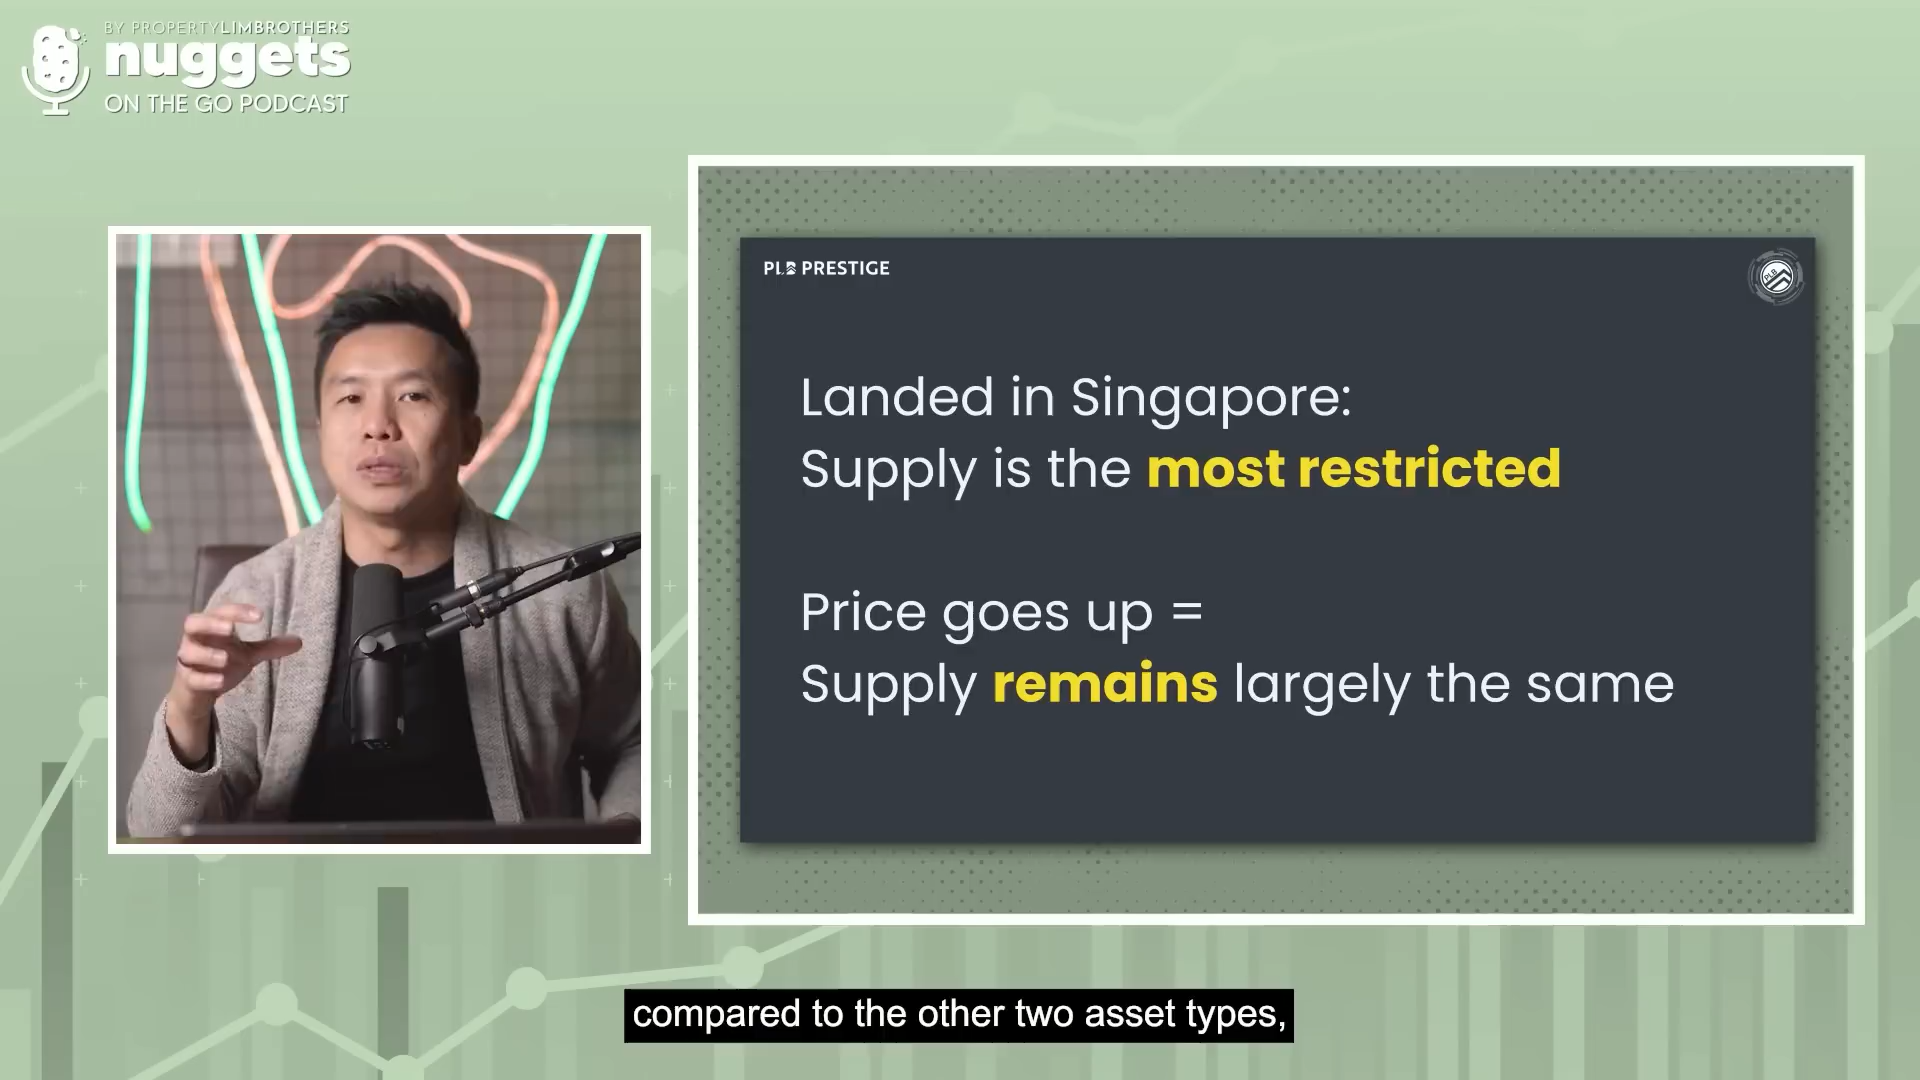 BY PROPERTYLIMBROTHERS
nuggets
ON THE GO PODCAST
PLB PRESTIGE
PLB
Landed in Singapore:
Supply is the most restricted
Price goes up =
Supply remains largely the same
compared to the other two asset types,